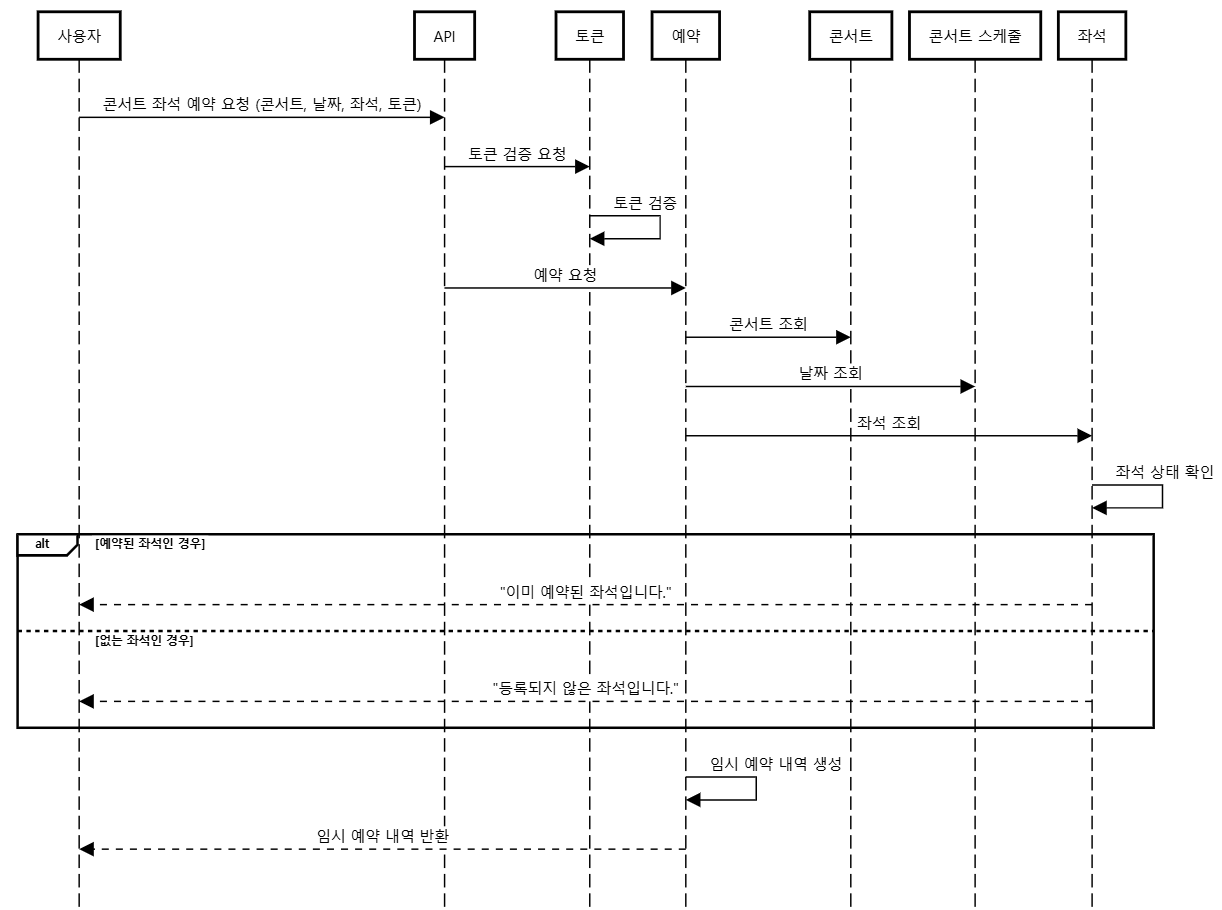 사용자
API
토큰
예약
콘서트
콘서트 스케줄
좌석
콘서트 좌석 예약 요청 (콘서트, 날짜, 좌석, 토큰)
토큰 검증 요청
토큰 검증
예약 요청
콘서트 조회
날짜 조회
좌석 조회
좌석 상태 확인
alt
[예약된 좌석인 경우]
"이미 예약된 좌석입니다."
[없는 좌석인 경우]
"등록되지 않은 좌석입니다."
임시 예약 내역 생성
임시 예약 내역 반환